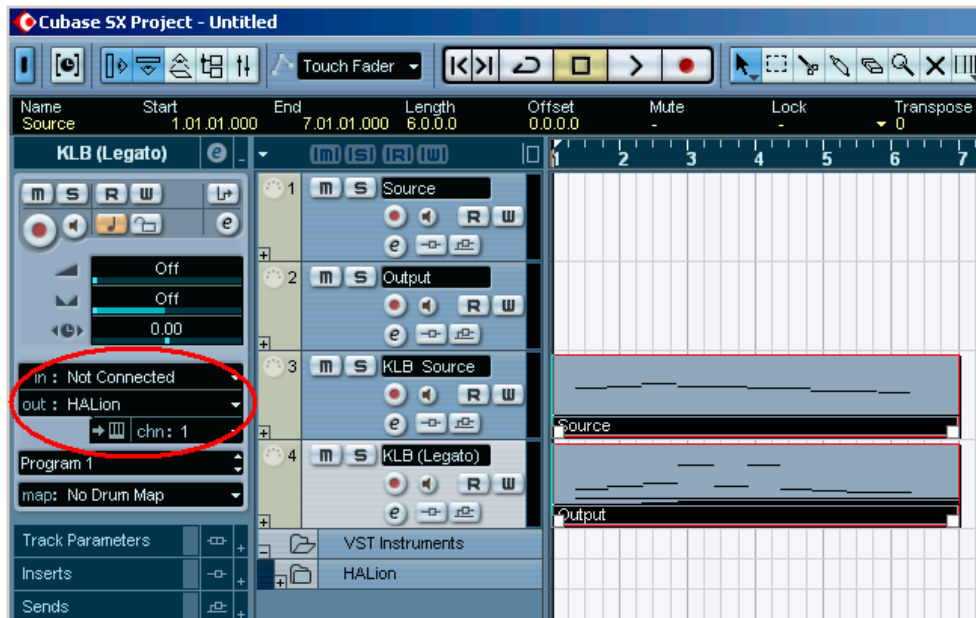 Cubase SX Project - Untitled
Touch Fader
Name Start End Length Offset Mute Lock Transpose
Source 1.01.01.000 7.01.01.000 6.0.0.0 0.0.0.0 - - 0
KLB (Legato) e
m S R W
e
Off
Off
0.00
in : Not Connected
out : HALion
chn: 1
Program 1
map: No Drum Map
Track Parameters
Inserts
Sends
(m) (S) (R) (W)
1 m S Source
R W
e
2 m S Output
R W
e
3 m S KLB Source
R W
e
4 m S KLB (Legato)
R W
e
VST Instruments
HALion
1 2 3 4 5 6 7
Source
Output